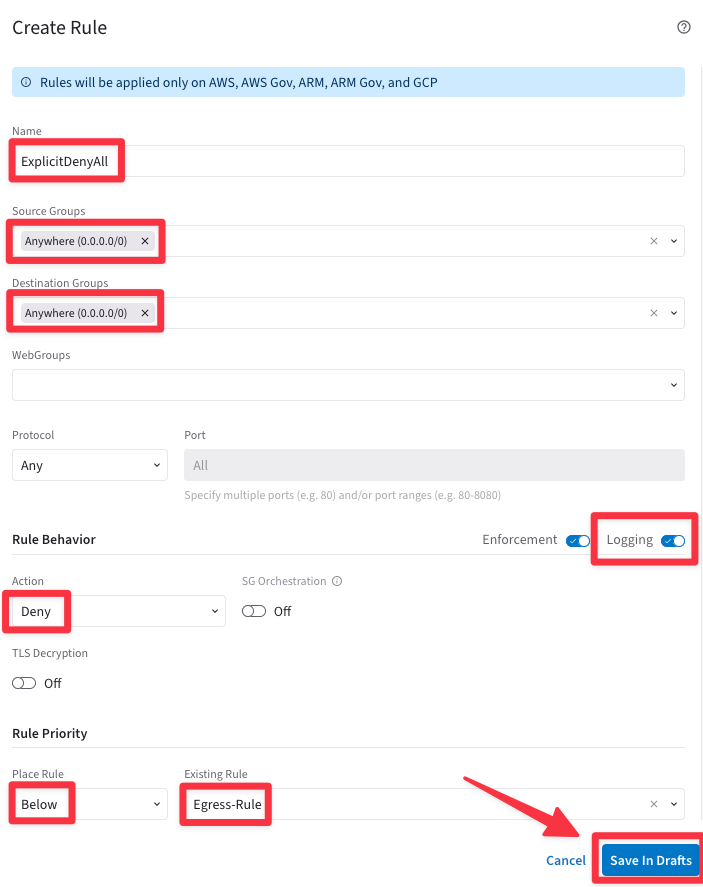 Create Rule
Rules will be applied only on AWS, AWS Gov, ARM, ARM Gov, and GCP
Name
ExplicitDenyAll
Source Groups
Anywhere (0.0.0.0/0)
Destination Groups
Anywhere (0.0.0.0/0)
WebGroups
Protocol Port
Any All
Specify multiple ports (e.g. 80) and/or port ranges (e.g. 80-8080)
Rule Behavior Enforcement Logging
Action SG Orchestration
Deny Off
TLS Decryption
Off
Rule Priority
Place Rule Existing Rule
Below Egress-Rule
Cancel Save In Drafts